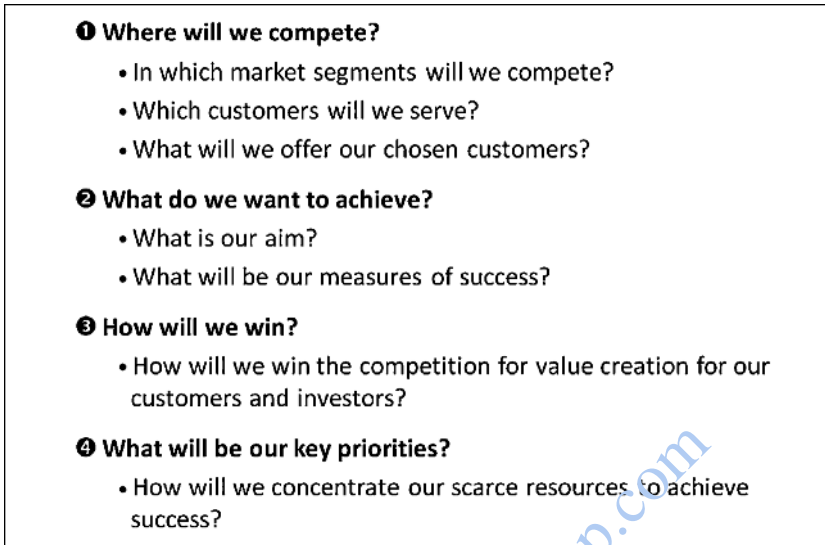 ❶ Where will we compete?
• In which market segments will we compete?
• Which customers will we serve?
• What will we offer our chosen customers?
❷ What do we want to achieve?
• What is our aim?
• What will be our measures of success?
❸ How will we win?
• How will we win the competition for value creation for our
customers and investors?
❹ What will be our key priorities?
• How will we concentrate our scarce resources to achieve
success?
p.com